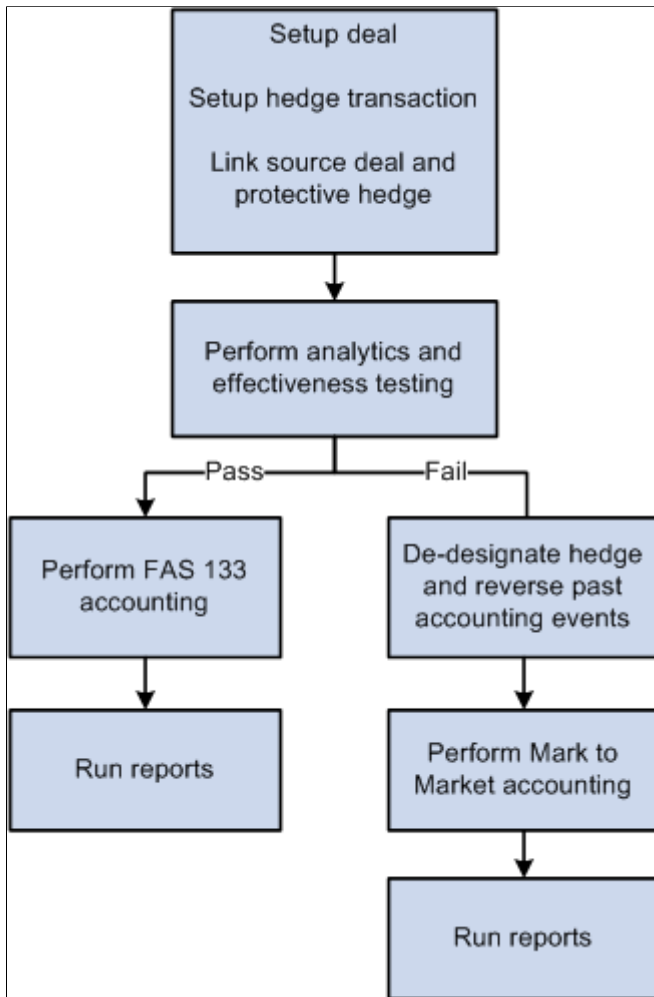 Setup deal
Setup hedge transaction
Link source deal and
protective hedge
Perform analytics and
effectiveness testing
Pass
Fail
Perform FAS 133
accounting
De-designate hedge
and reverse past
accounting events
Run reports
Perform Mark to
Market accounting
Run reports